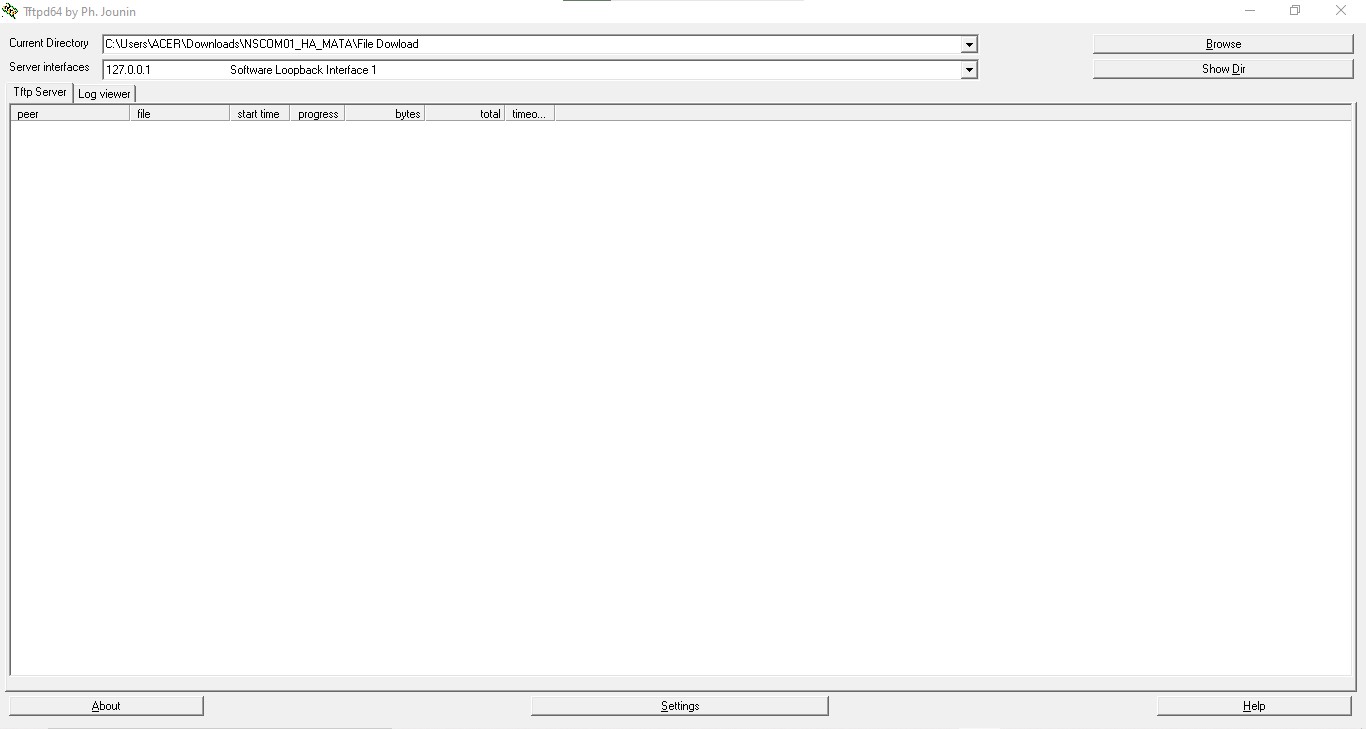 Tftpd64 by Ph. Jounin
Current Directory C:\Users\ACER\Downloads\NSCOM01_HA_MATA\File Dowload Browse
Server interfaces 127.0.0.1 Software Loopback Interface 1 Show Dir
Tftp Server Log viewer
peer file start time progress bytes total timeo...
About Settings Help